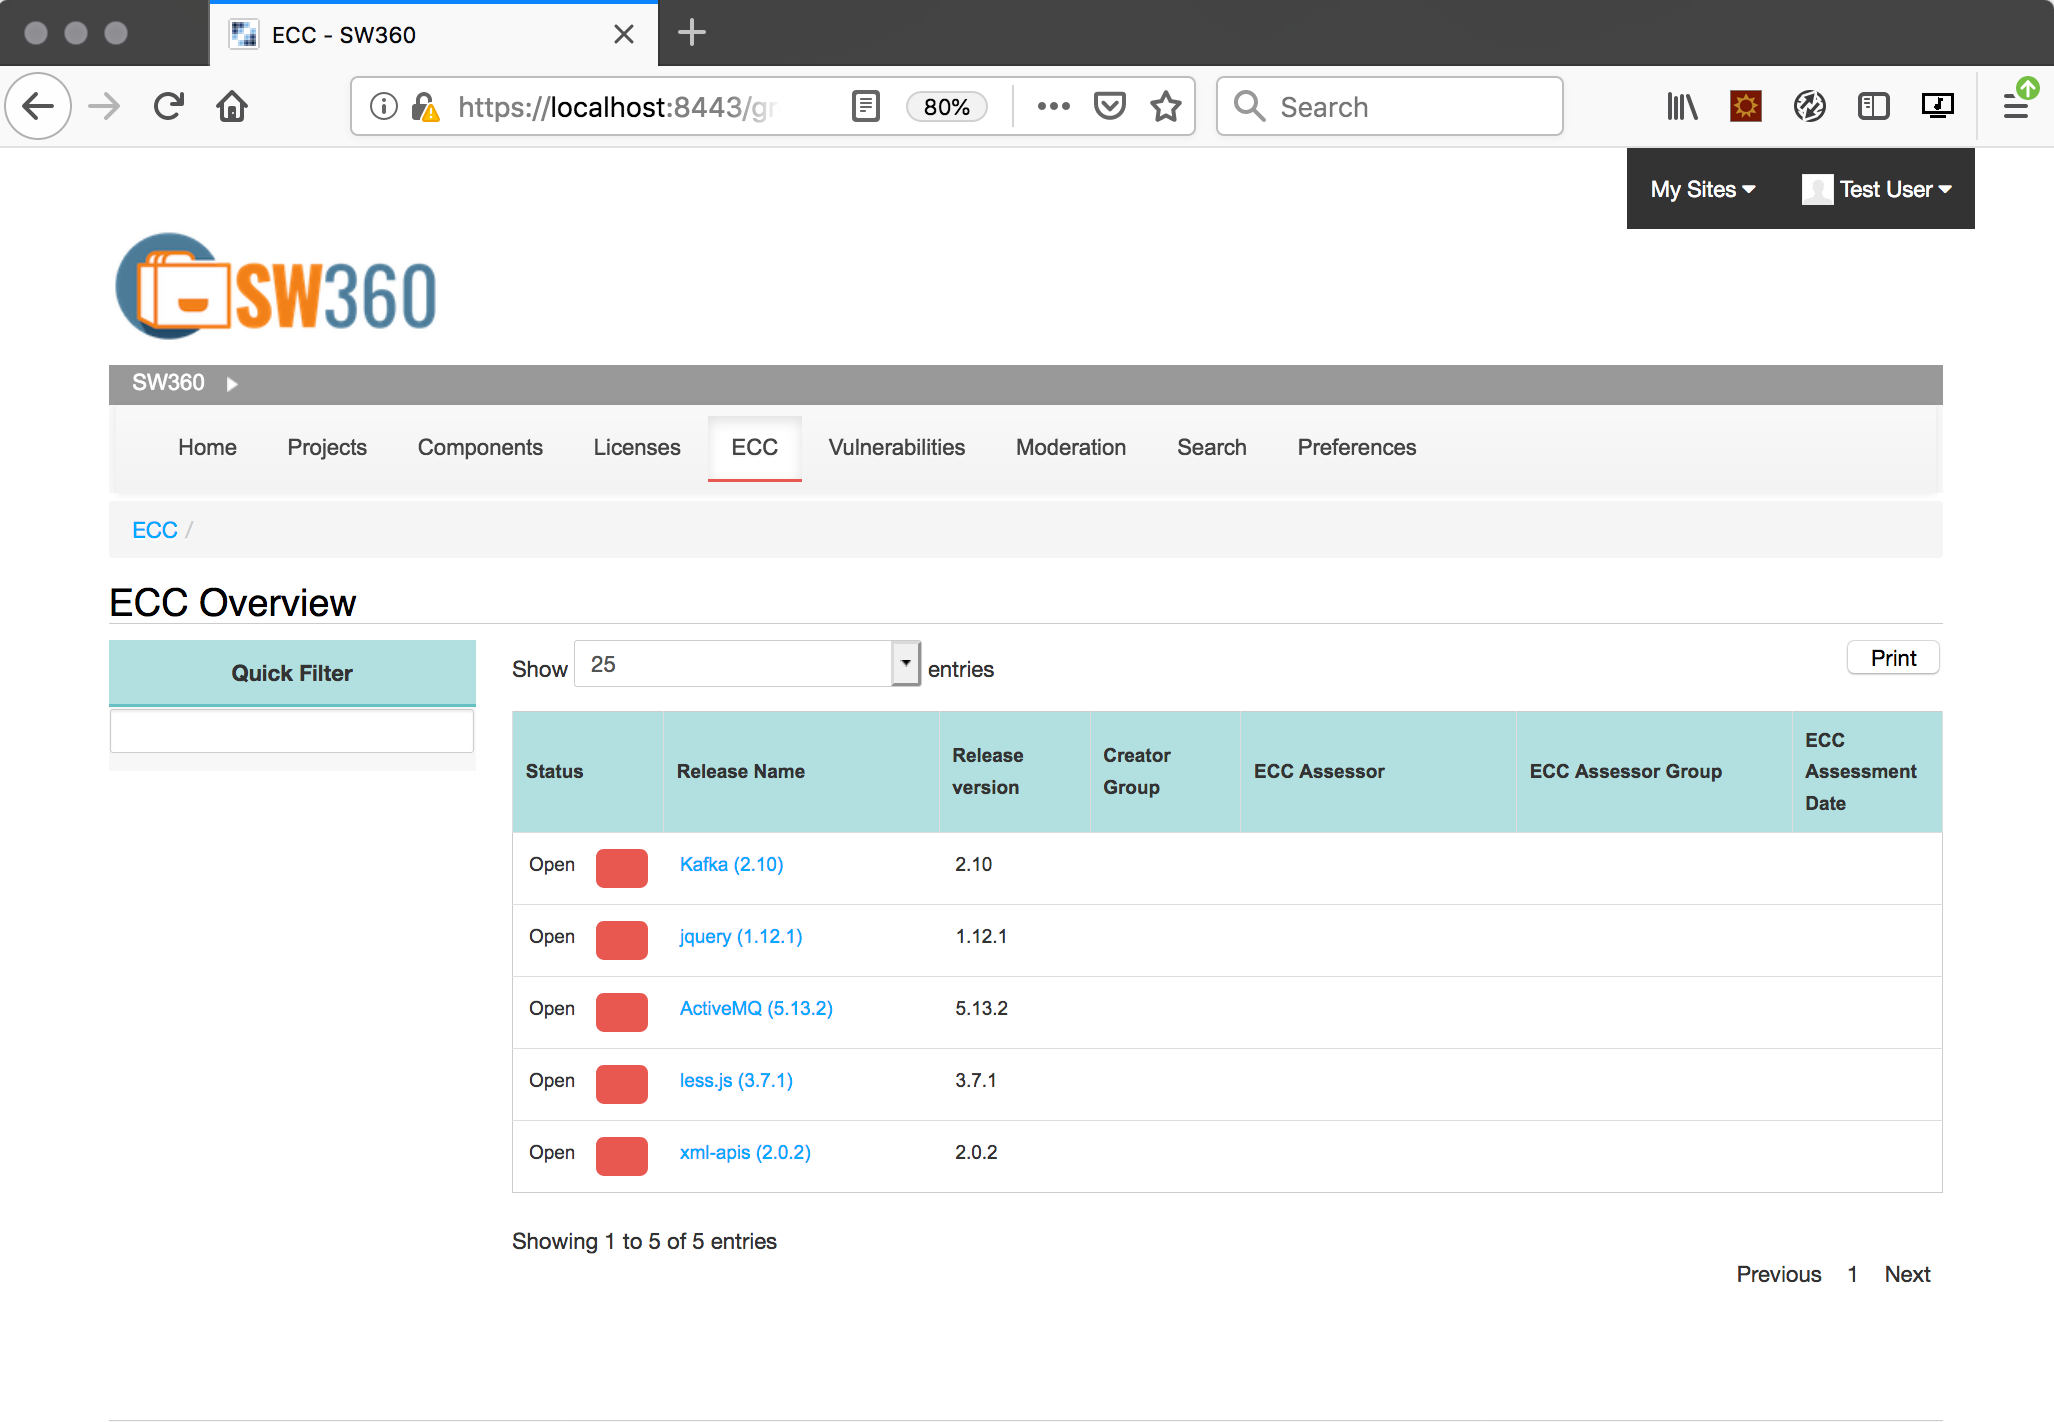 ECC - SW360
https://localhost:8443/gr
80%
Search
My Sites
Test User
SW360
SW360
Home Projects Components Licenses ECC Vulnerabilities Moderation Search Preferences
ECC /
ECC Overview
Quick Filter
Show 25 entries
Print
Status Release Name Release version Creator Group ECC Assessor ECC Assessor Group ECC Assessment Date
Open Kafka (2.10) 2.10
Open jquery (1.12.1) 1.12.1
Open ActiveMQ (5.13.2) 5.13.2
Open less.js (3.7.1) 3.7.1
Open xml-apis (2.0.2) 2.0.2
Showing 1 to 5 of 5 entries
Previous 1 Next